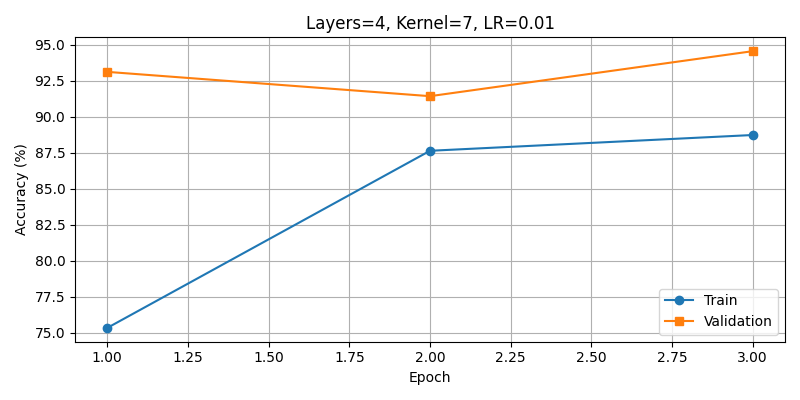 Layers=4, Kernel=7, LR=0.01
95.0
92.5
90.0
87.5
85.0
82.5
80.0
77.5
75.0
Accuracy (%)
Train
Validation
1.00 1.25 1.50 1.75 2.00 2.25 2.50 2.75 3.00
Epoch